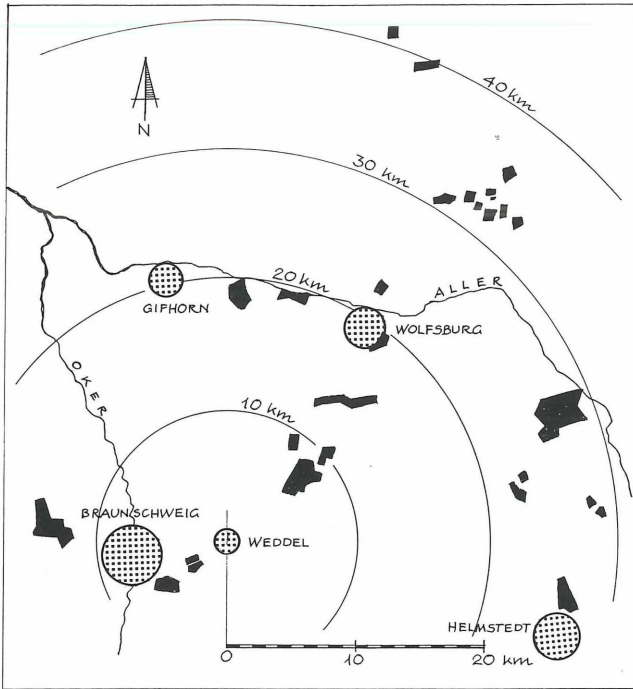 40 km
N
30 km
20 km
ALLER
GIFHORN
WOLFSBURG
OKER
10 km
BRAUNSCHWEIG
WEDDEL
HELMSTEDT
0 10 20 km